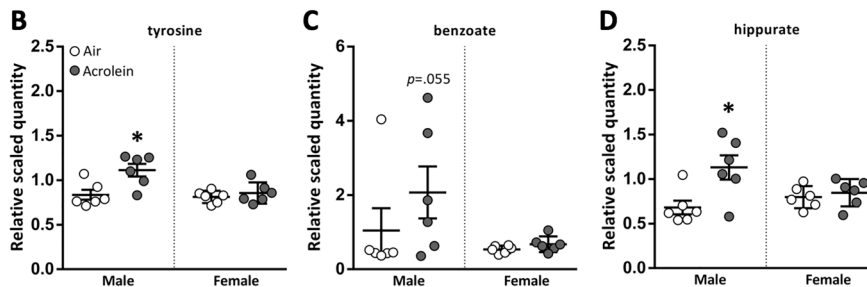 B
tyrosine
Relative scaled quantity
2.5
2.0
1.5
1.0
0.5
0.0
Air
Acrolein
*
Male
Female
C
benzoate
Relative scaled quantity
6
4
2
0
p=.055
Male
Female
D
hippurate
Relative scaled quantity
2.5
2.0
1.5
1.0
0.5
0.0
*
Male
Female